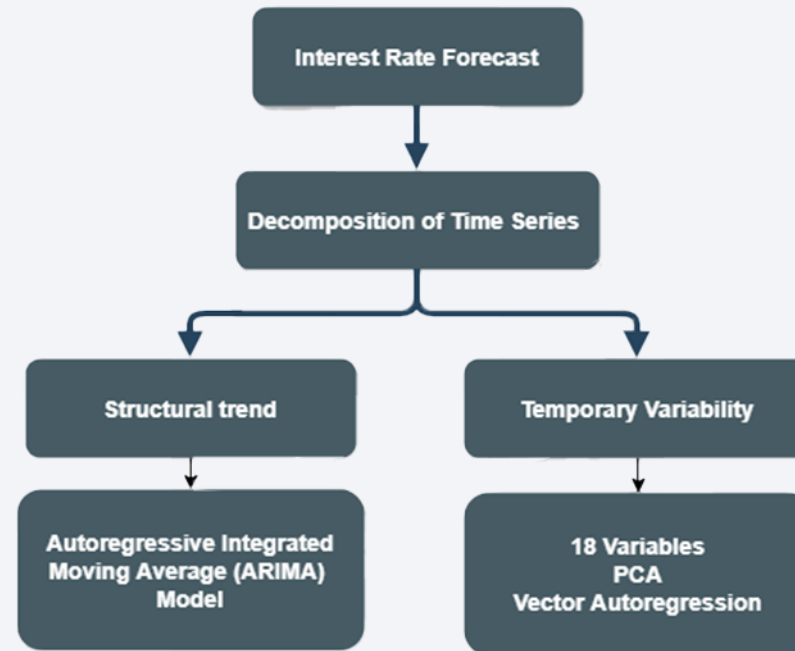 Interest Rate Forecast
Decomposition of Time Series
Structural trend
Temporary Variability
Autoregressive Integrated
Moving Average (ARIMA)
Model
18 Variables
PCA
Vector Autoregression